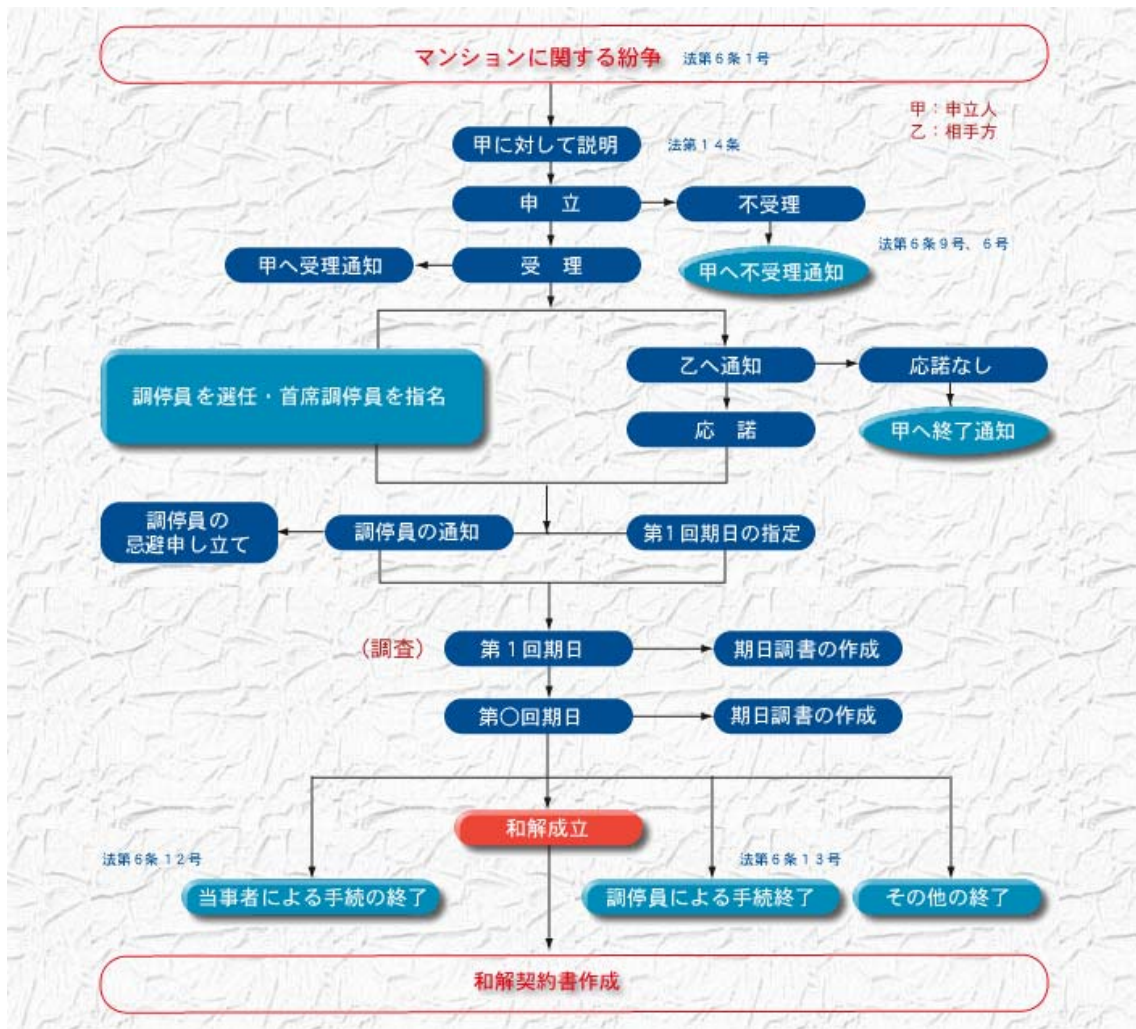 マンションに関する紛争 法第6条1号
甲：申立人
乙：相手方
甲に対して説明 法第14条
申 立
不受理
法第6条9号、6号
甲へ受理通知
受 理
甲へ不受理通知
調停員を選任・首席調停員を指名
乙へ通知
応諾なし
応 諾
甲へ終了通知
調停員の
忌避申し立て
調停員の通知
第1回期日の指定
（調査）
第1回期日
期日調書の作成
第〇回期日
期日調書の作成
和解成立
法第6条12号
法第6条13号
当事者による手続の終了
調停員による手続終了
その他の終了
和解契約書作成